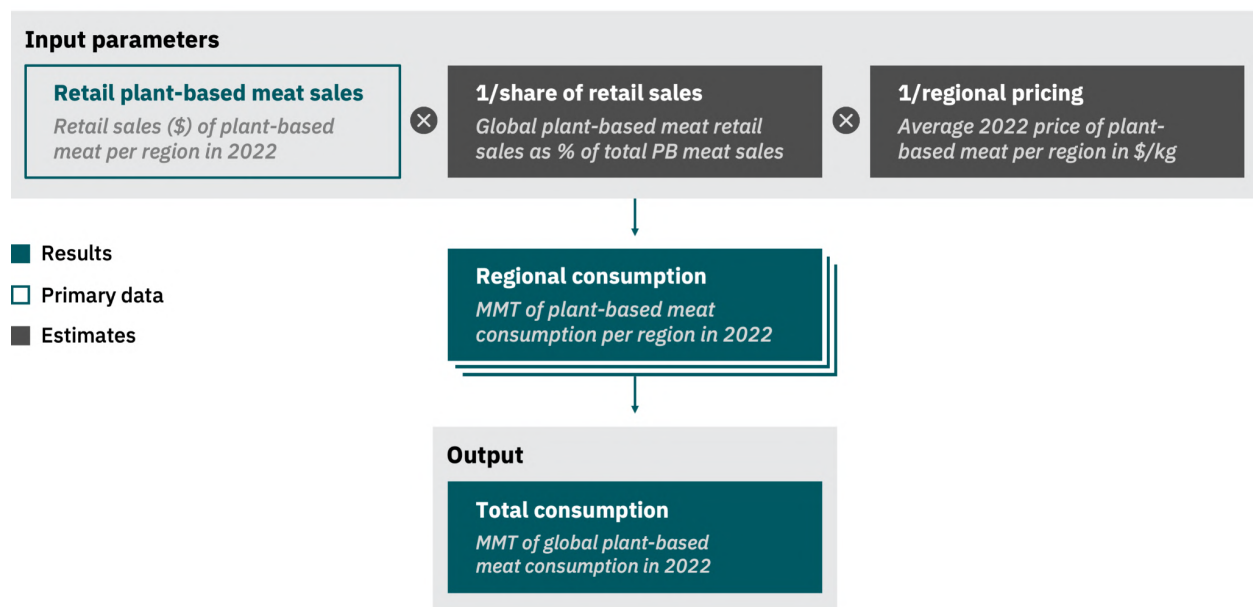 Input parameters
Retail plant-based meat sales
Retail sales ($) of plant-based
meat per region in 2022
1/share of retail sales
Global plant-based meat retail
sales as % of total PB meat sales
1/regional pricing
Average 2022 price of plant-
based meat per region in $/kg
Results
Primary data
Estimates
Regional consumption
MMT of plant-based meat
consumption per region in 2022
Output
Total consumption
MMT of global plant-based
meat consumption in 2022